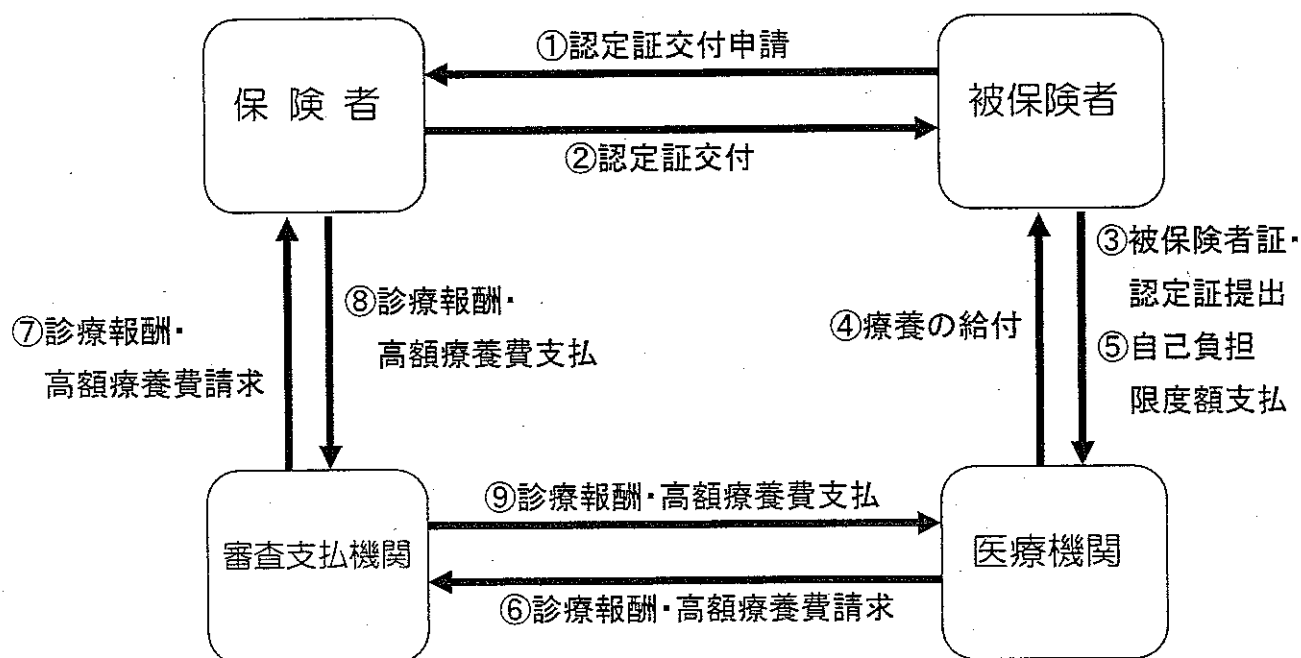 ①認定証交付申請
保険者
被保険者
②認定証交付
③被保険者証・
認定証提出
⑧診療報酬・
高額療養費支払
④療養の給付
⑦診療報酬・
高額療養費請求
⑤自己負担
限度額支払
⑨診療報酬・高額療養費支払
審査支払機関
医療機関
⑥診療報酬・高額療養費請求